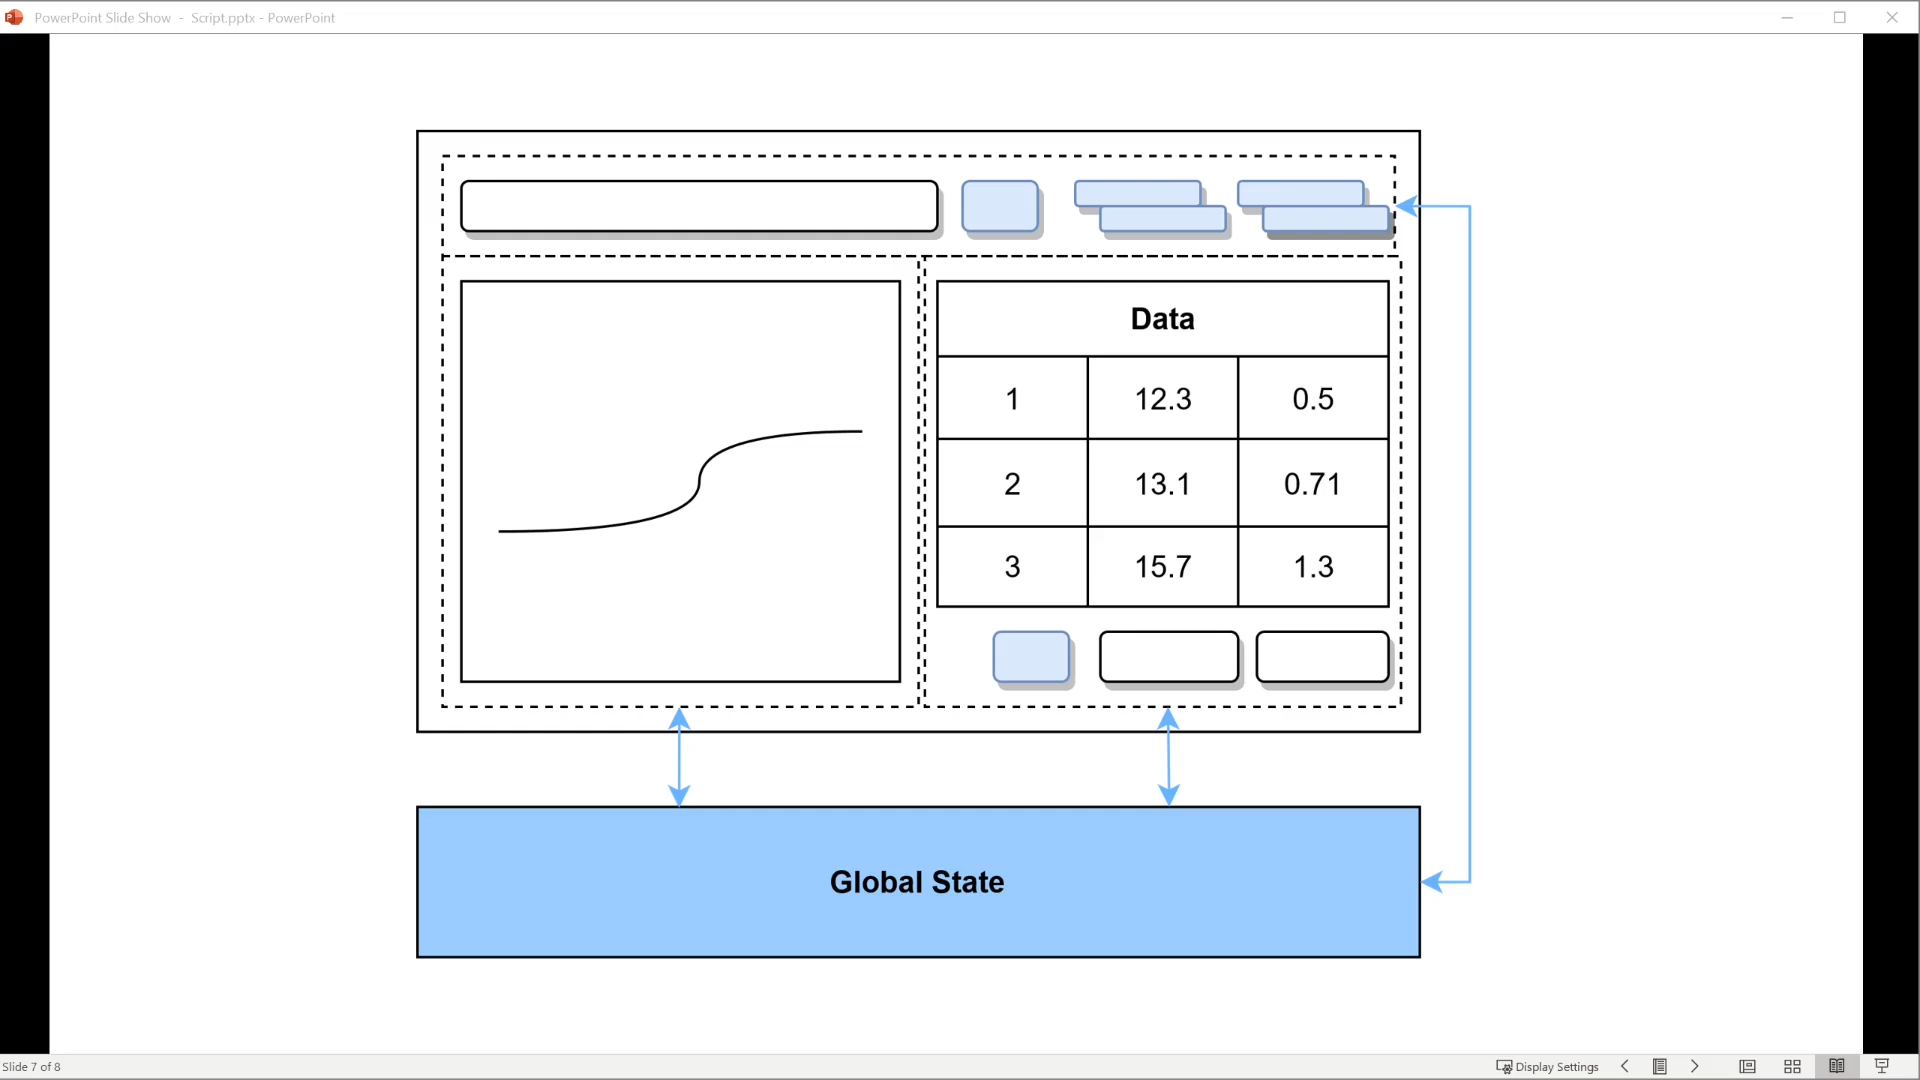 PowerPoint Slide Show - Script.pptx - PowerPoint
Data
1 12.3 0.5
2 13.1 0.71
3 15.7 1.3
Global State
Slide 7 of 8
Display Settings